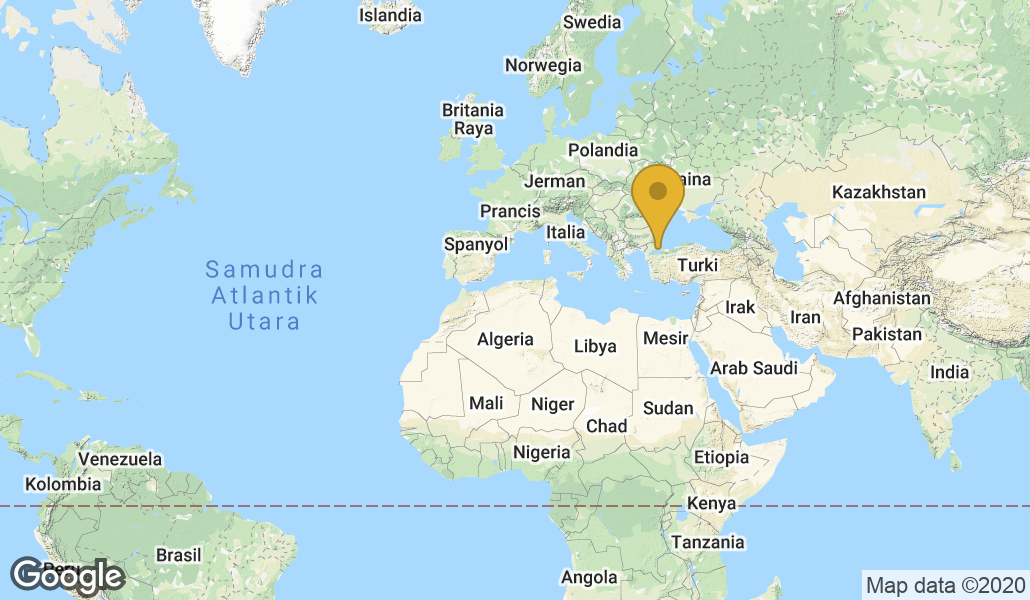 Islandia
Swedia
Norwegia
Britania
Raya
Polandia
Jerman
aina
Kazakhstan
Prancis
Italia
Spanyol
Turki
Samudra
Atlantik
Utara
Afghanistan
Irak
Iran
Pakistan
Algeria
Libya
Mesir
Arab Saudi
India
Mali
Niger
Sudan
Chad
Nigeria
Etiopia
Venezuela
Kolombia
Kenya
Tanzania
Brasil
Peru
Angola
Google
Map data ©2020